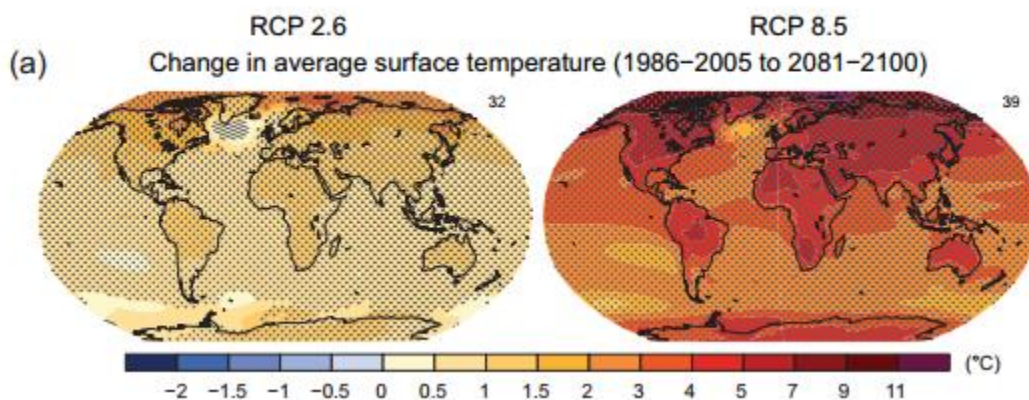 RCP 2.6 RCP 8.5
(a) Change in average surface temperature (1986−2005 to 2081−2100)
32 39
(°C)
−2 −1.5 −1 −0.5 0 0.5 1 1.5 2 3 4 5 7 9 11